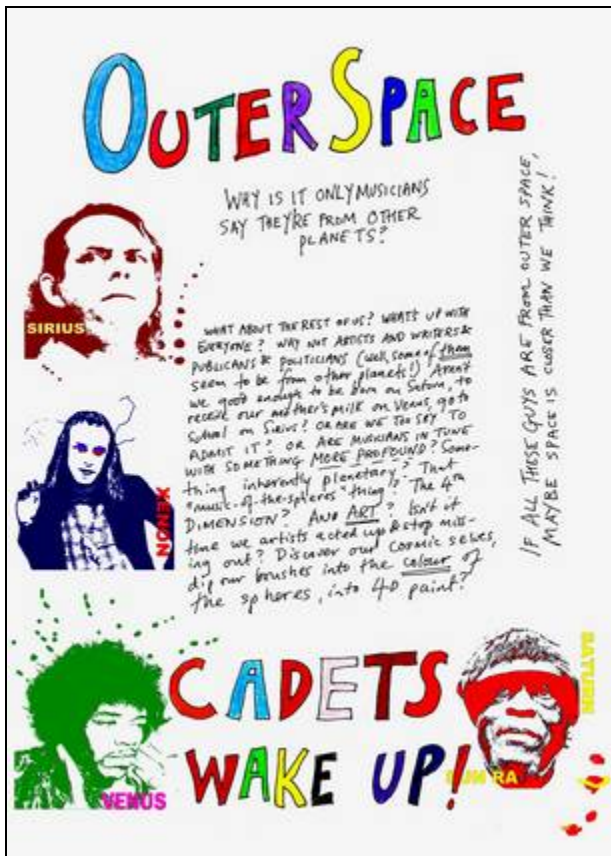 OUTER SPACE
WHY IS IT ONLY MUSICIANS
SAY THEY'RE FROM OTHER
PLANETS?
IF ALL THESE GUYS ARE FROM OUTER SPACE,
MAYBE SPACE IS CLOSER THAN WE THINK!
SIRIUS
WHAT ABOUT THE REST OF US? WHAT'S UP WITH
EVERYONE? WHY NOT ARTISTS AND WRITERS &
PUBLICANS & POLITICIANS (well, some of them
seem to be from other planets!) Aren't
we good enough to be born on Saturn, to
receive our mother's milk on Venus, go to
School on Sirius? OR ARE WE TOO SHY TO
ADMIT IT? OR ARE MUSICIANS IN TUNE
WITH SOMETHING MORE PROFOUND? Some-
thing inherently planetary? That
"music-of-the-spheres" thing? The 4th
DIMENSION? AND ART? Isn't it
time we artists acted up & stop miss-
ing out? Discover our cosmic selves,
dip our brushes into the colour of
the spheres, into 4D paint?
XENON
CADETS
WAKE UP!
VENUS
SATURN
SUN RA